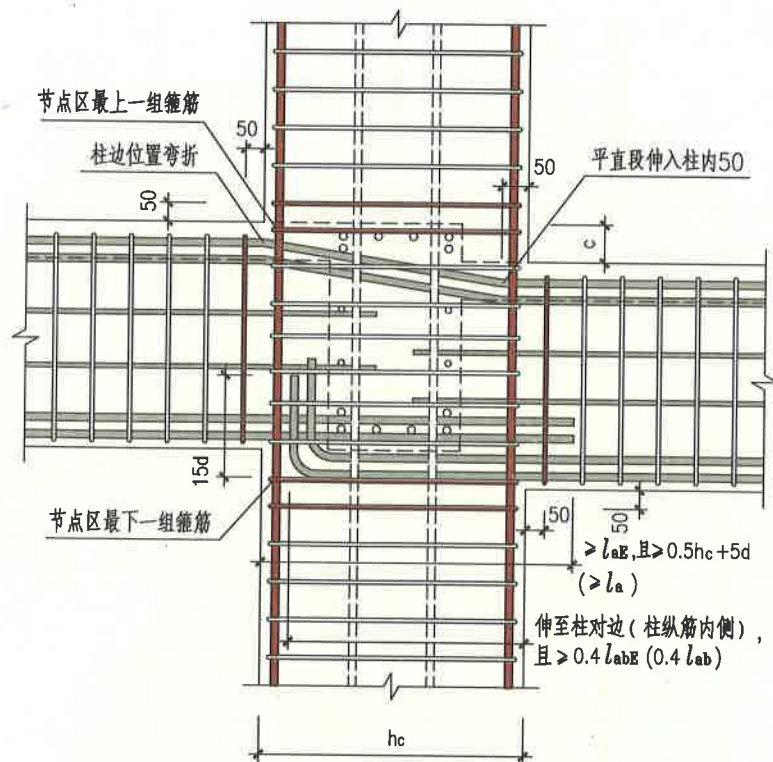 节点区最上一组箍筋
50
柱边位置弯折
50
50
平直段伸入柱内50
c
15d
节点区最下一组箍筋
50
50
≥laE,且≥0.5hc+5d
(≥la)
伸至柱对边(柱纵筋内侧),
且≥0.4labE(0.4lab)
hc